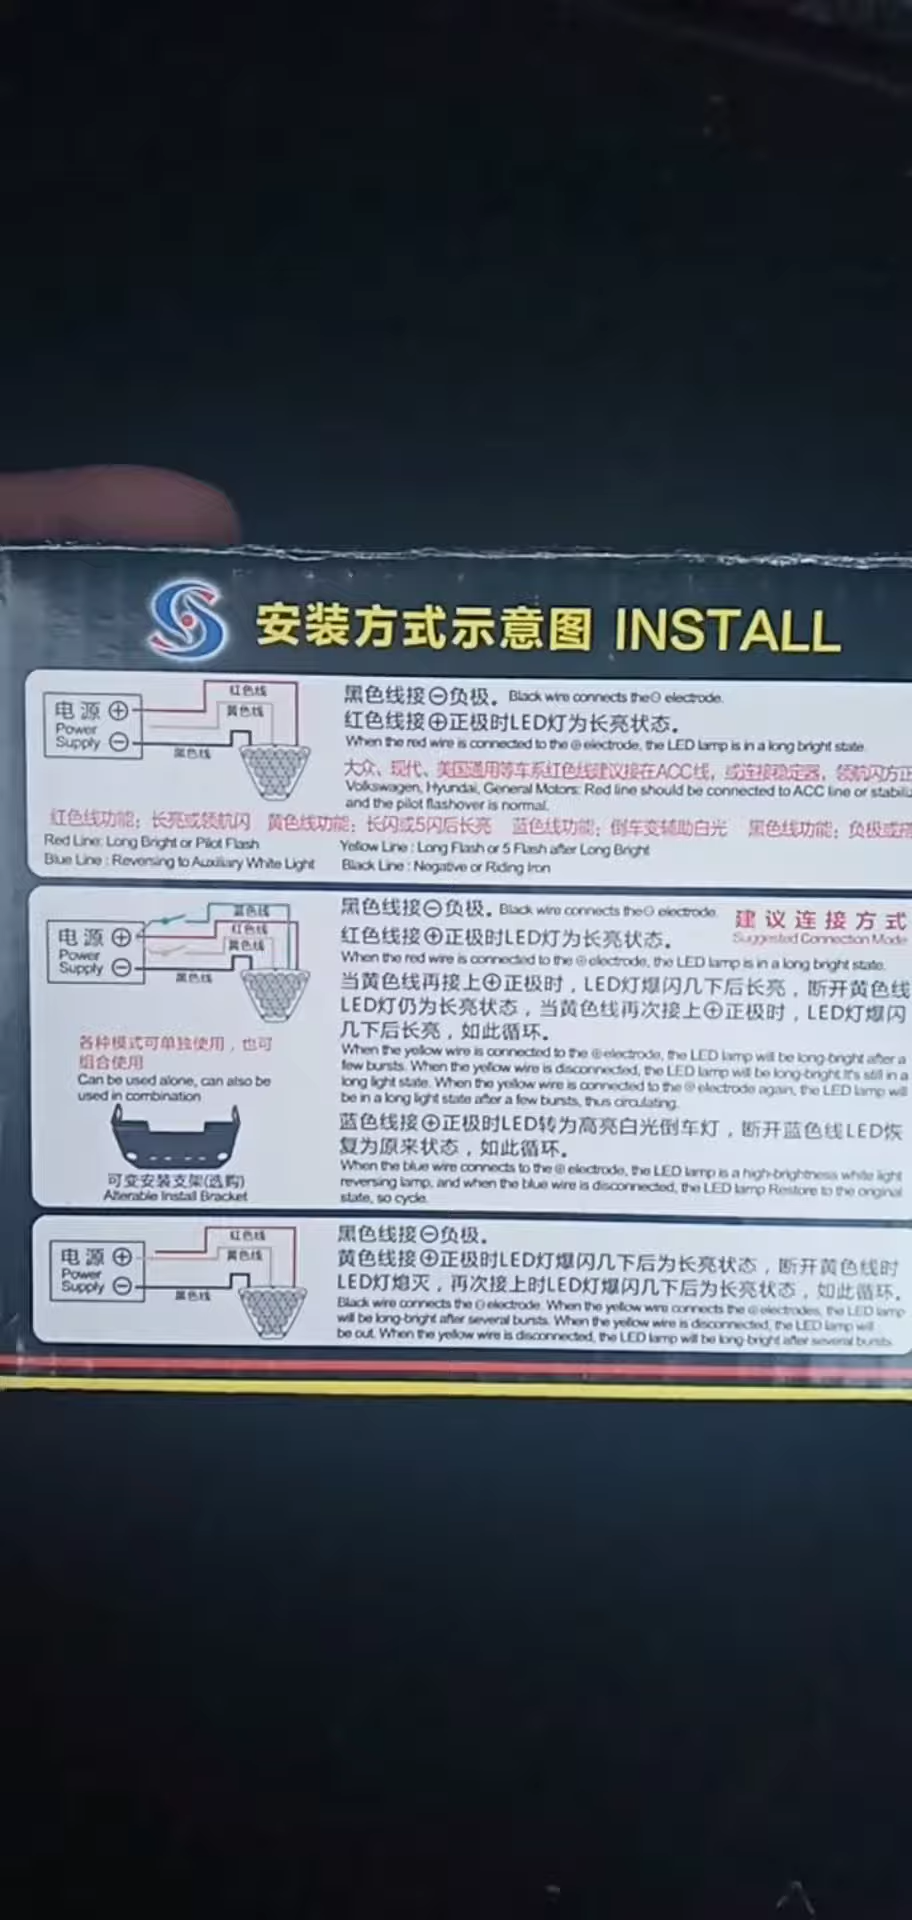 安装方式示意图 INSTALL
电源⊕
Power
Supply ⊖
红色线
黄色线
黑色线
黑色线接⊖负极。Black wire connects the⊖ electrode.
红色线接⊕正极时LED灯为长亮状态。
When the red wire is connected to the ⊕ electrode, the LED lamp is in a long bright state.
大众、现代、美国通用等车系红色线建议接在ACC线，或连接稳定器，领航闪方正
Volkswagen, Hyundai, General Motors: Red line should be connected to ACC line or
and the pilot flashover is normal.
红色线功能：长亮或领航闪 黄色线功能：长闪或5闪后长亮 蓝色线功能：倒车变辅助白光 黑色线功能：负极或
Red Line: Long Bright or Pilot Flash Yellow Line : Long Flash or 5 Flash after Long Bright
Blue Line : Reversing to Auxiliary White Light Black Line : Negative or Riding Iron
电源⊕
Power
Supply ⊖
蓝色线
红色线
黄色线
黑色线
各种模式可单独使用，也可
组合使用
Can be used alone, can also be
used in combination
可变安装支架(选购)
Alterable Install Bracket
黑色线接⊖负极。Black wire connects the⊖ electrode.
建议连接方式
Suggested Connection Mode
红色线接⊕正极时LED灯为长亮状态。
When the red wire is connected to the ⊕ electrode, the LED lamp is in a long bright state.
当黄色线再接上⊕正极时，LED灯爆闪几下后长亮，断开黄色线
LED灯仍为长亮状态，当黄色线再次接上⊕正极时，LED灯爆闪
几下后长亮，如此循环。
When the yellow wire is connected to the ⊕electrode, the LED lamp will be long-bright after a
few bursts. When the yellow wire is disconnected, the LED lamp will be long-bright.It's still in a
long light state. When the yellow wire is connected to the ⊕ electrode again, the LED lamp will
be in a long light state after a few bursts, thus circulating.
蓝色线接⊕正极时LED转为高亮白光倒车灯，断开蓝色线LED恢
复为原来状态，如此循环。
When the blue wire connects to the ⊕ electrode, the LED lamp is a high-brightness white light
reversing lamp, and when the blue wire is disconnected, the LED lamp Restore to the original
state, so cycle.
电源⊕
Power
Supply ⊖
红色线
黄色线
黑色线
黑色线接⊖负极。
黄色线接⊕正极时LED灯爆闪几下后为长亮状态，断开黄色线时
LED灯熄灭，再次接上时LED灯爆闪几下后为长亮状态，如此循环。
Black wire connects the ⊖ electrode. When the yellow wire connects the ⊕ electrodes, the LED lamp
will be long-bright after several bursts. When the yellow wire is disconnected, the LED lamp will
be out. When the yellow wire is disconnected, the LED lamp will be long-bright after several bursts.